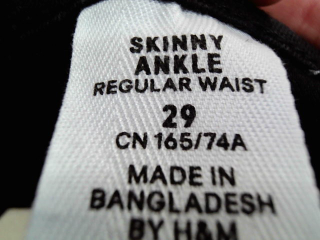 SKINNY
ANKLE
REGULAR WAIST
29
CN 165/74A
MADE IN
BANGLADESH
BY H&M